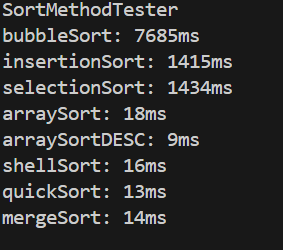 SortMethodTester
bubbleSort: 7685ms
insertionSort: 1415ms
selectionSort: 1434ms
arraySort: 18ms
arraySortDESC: 9ms
shellSort: 16ms
quickSort: 13ms
mergeSort: 14ms